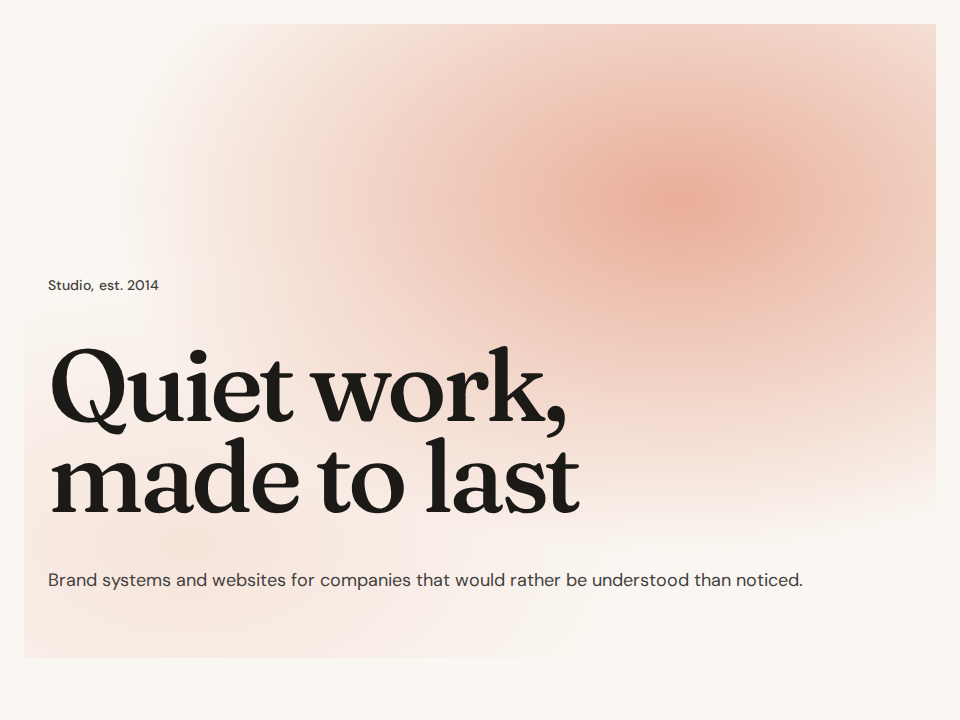 Studio, est. 2014
Quiet work,
made to last
Brand systems and websites for companies that would rather be understood than noticed.